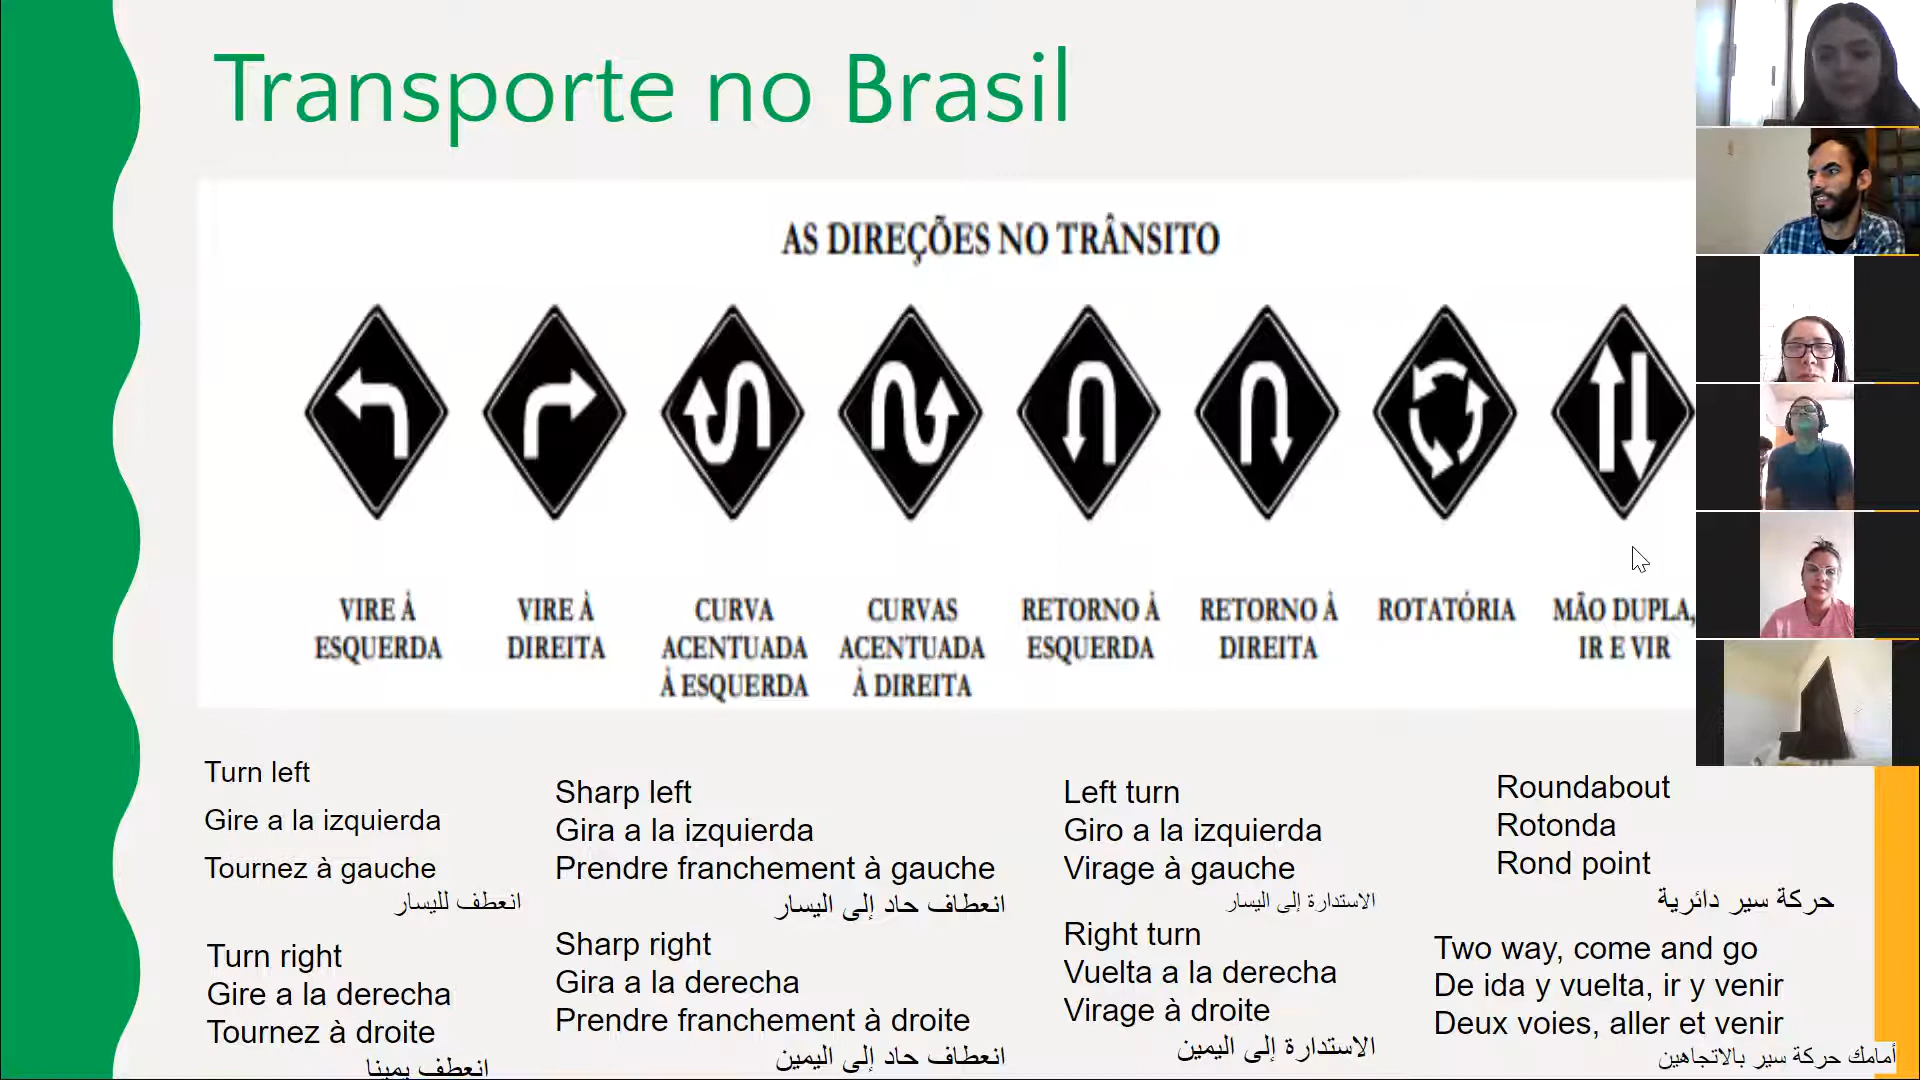 Transporte no Brasil
AS DIREÇÕES NO TRÂNSITO
VIRE À
ESQUERDA
VIRE À
DIREITA
CURVA
ACENTUADA
À ESQUERDA
CURVAS
ACENTUADA
À DIREITA
RETORNO À
ESQUERDA
RETORNO À
DIREITA
ROTATÓRIA
MÃO DUPLA,
IR E VIR
Turn left
Gire a la izquierda
Tournez à gauche
انعطف لليسار
Turn right
Gire a la derecha
Tournez à droite
انعطف يمينا
Sharp left
Gira a la izquierda
Prendre franchement à gauche
انعطاف حاد إلى اليسار
Sharp right
Gira a la derecha
Prendre franchement à droite
انعطاف حاد إلى اليمين
Left turn
Giro a la izquierda
Virage à gauche
الاستدارة إلى اليسار
Right turn
Vuelta a la derecha
Virage à droite
الاستدارة إلى اليمين
Roundabout
Rotonda
Rond point
حركة سير دائرية
Two way, come and go
De ida y vuelta, ir y venir
Deux voies, aller et venir
أمامك حركة سير بالاتجاهين